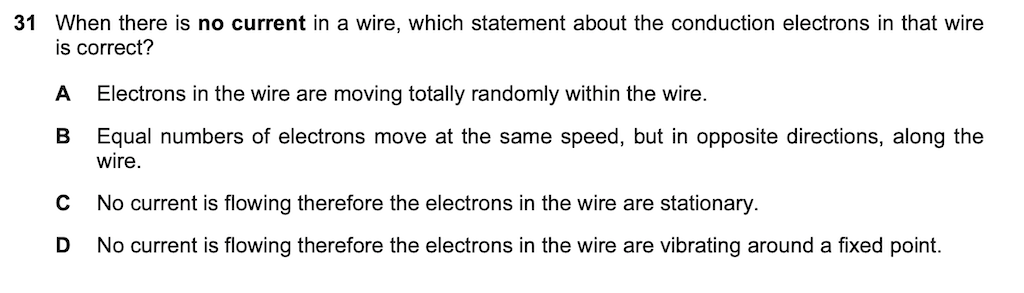 31 When there is no current in a wire, which statement about the conduction electrons in that wire
is correct?
A Electrons in the wire are moving totally randomly within the wire.
B Equal numbers of electrons move at the same speed, but in opposite directions, along the
wire.
C No current is flowing therefore the electrons in the wire are stationary.
D No current is flowing therefore the electrons in the wire are vibrating around a fixed point.